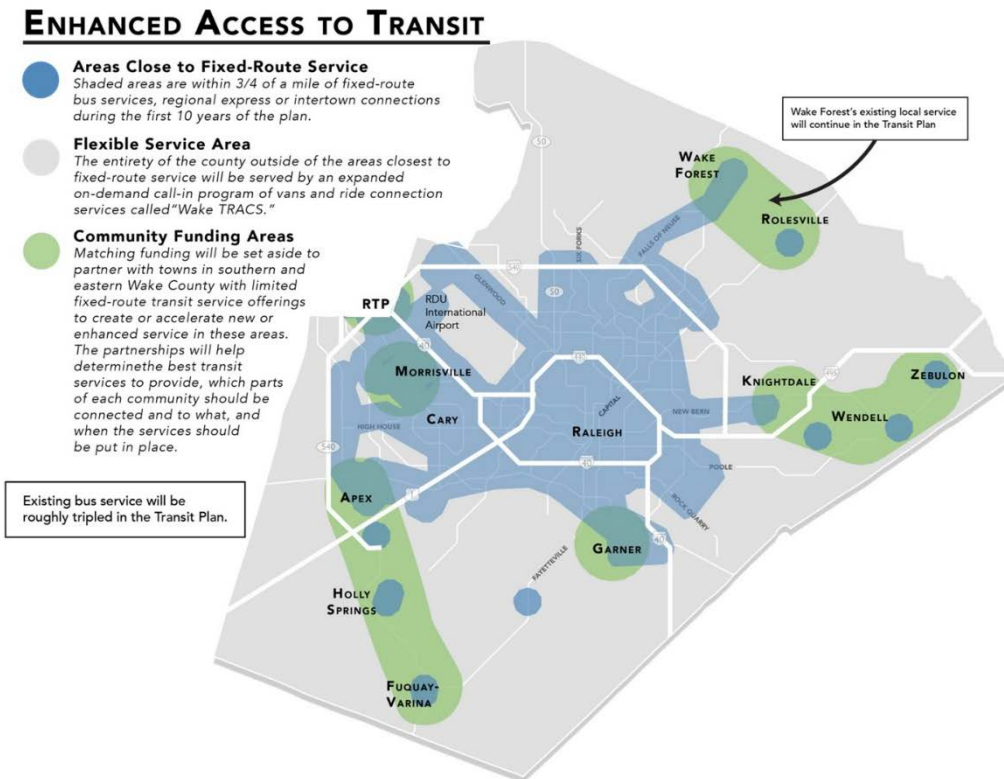 ENHANCED ACCESS TO TRANSIT
Areas Close to Fixed-Route Service
Shaded areas are within 3/4 of a mile of fixed-route
bus services, regional express or intertown connections
during the first 10 years of the plan.
Flexible Service Area
The entirety of the county outside of the areas closest to
fixed-route service will be served by an expanded
on-demand call-in program of vans and ride connection
services called"Wake TRACS."
Community Funding Areas
Matching funding will be set aside to
partner with towns in southern and
eastern Wake County with limited
fixed-route transit service offerings
to create or accelerate new or
enhanced service in these areas.
The partnerships will help
determinethe best transit
services to provide, which parts
of each community should be
connected and to what, and
when the services should
be put in place.
Existing bus service will be
roughly tripled in the Transit Plan.
Wake Forest's existing local service
will continue in the Transit Plan
50
WAKE
FOREST
ROLESVILLE
FALLS OF NEUSE
SIX FORKS
540
GLENWOOD
50
RTP
RDU
International
Airport
40
MORRISVILLE
440
KNIGHTDALE
ZEBULON
WENDELL
CAPITAL
NEW BERN
HIGH HOUSE
CARY
RALEIGH
540
40
POOLE
1
ROCK QUARRY
APEX
40
GARNER
FAYETTEVILLE
HOLLY
SPRINGS
FUQUAY-
VARINA